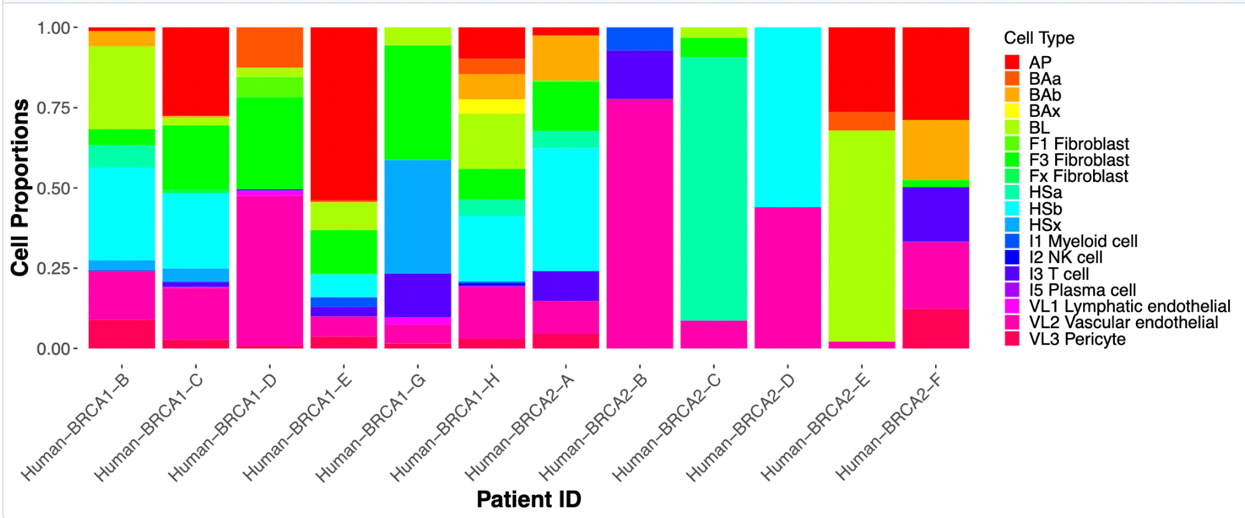 Cell Proportions
1.00
0.75
0.50
0.25
0.00
Human−BRCA1−B
Human−BRCA1−C
Human−BRCA1−D
Human−BRCA1−E
Human−BRCA1−G
Human−BRCA1−H
Human−BRCA2−A
Human−BRCA2−B
Human−BRCA2−C
Human−BRCA2−D
Human−BRCA2−E
Human−BRCA2−F
Patient ID
Cell Type
AP
BAa
BAb
BAx
BL
F1 Fibroblast
F3 Fibroblast
Fx Fibroblast
HSa
HSb
HSx
I1 Myeloid cell
I2 NK cell
I3 T cell
I5 Plasma cell
VL1 Lymphatic endothelial
VL2 Vascular endothelial
VL3 Pericyte